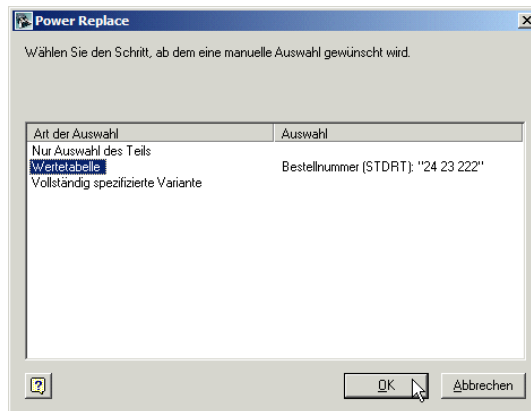 Power Replace
Wählen Sie den Schritt, ab dem eine manuelle Auswahl gewünscht wird.
Art der Auswahl Auswahl
Nur Auswahl des Teils
Wertetabelle Bestellnummer (STDRT): "24 23 222"
Vollständig spezifizierte Variante
OK Abbrechen